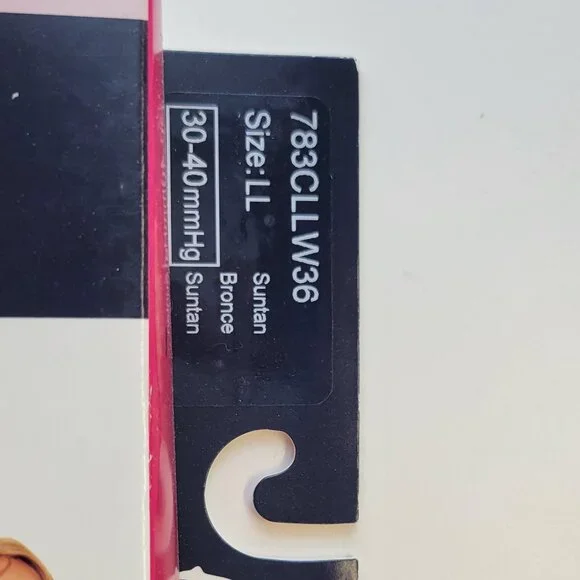 783CLLW36
Size:LL
Suntan
Bronce
30-40mmHg
Suntan